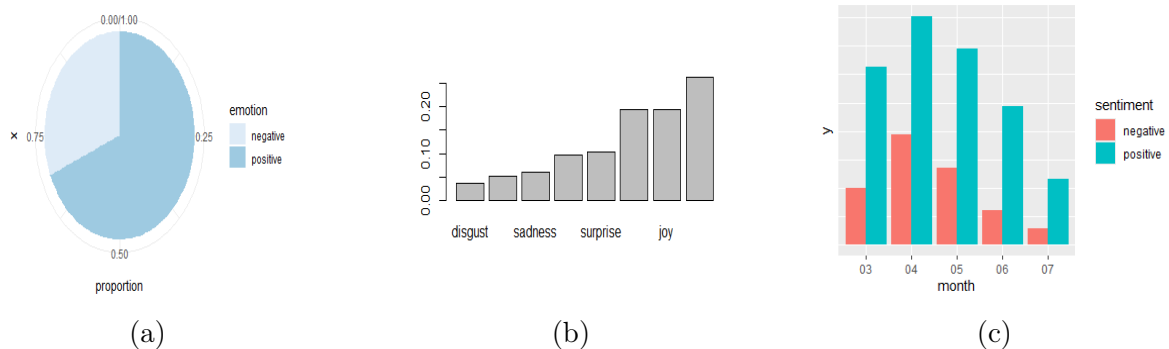 0.00/1.00
0.75
0.25
0.50
x
proportion
emotion
negative
positive
(a)
0.20
0.10
0.00
disgust sadness surprise joy
(b)
y
03 04 05 06 07
month
sentiment
negative
positive
(c)